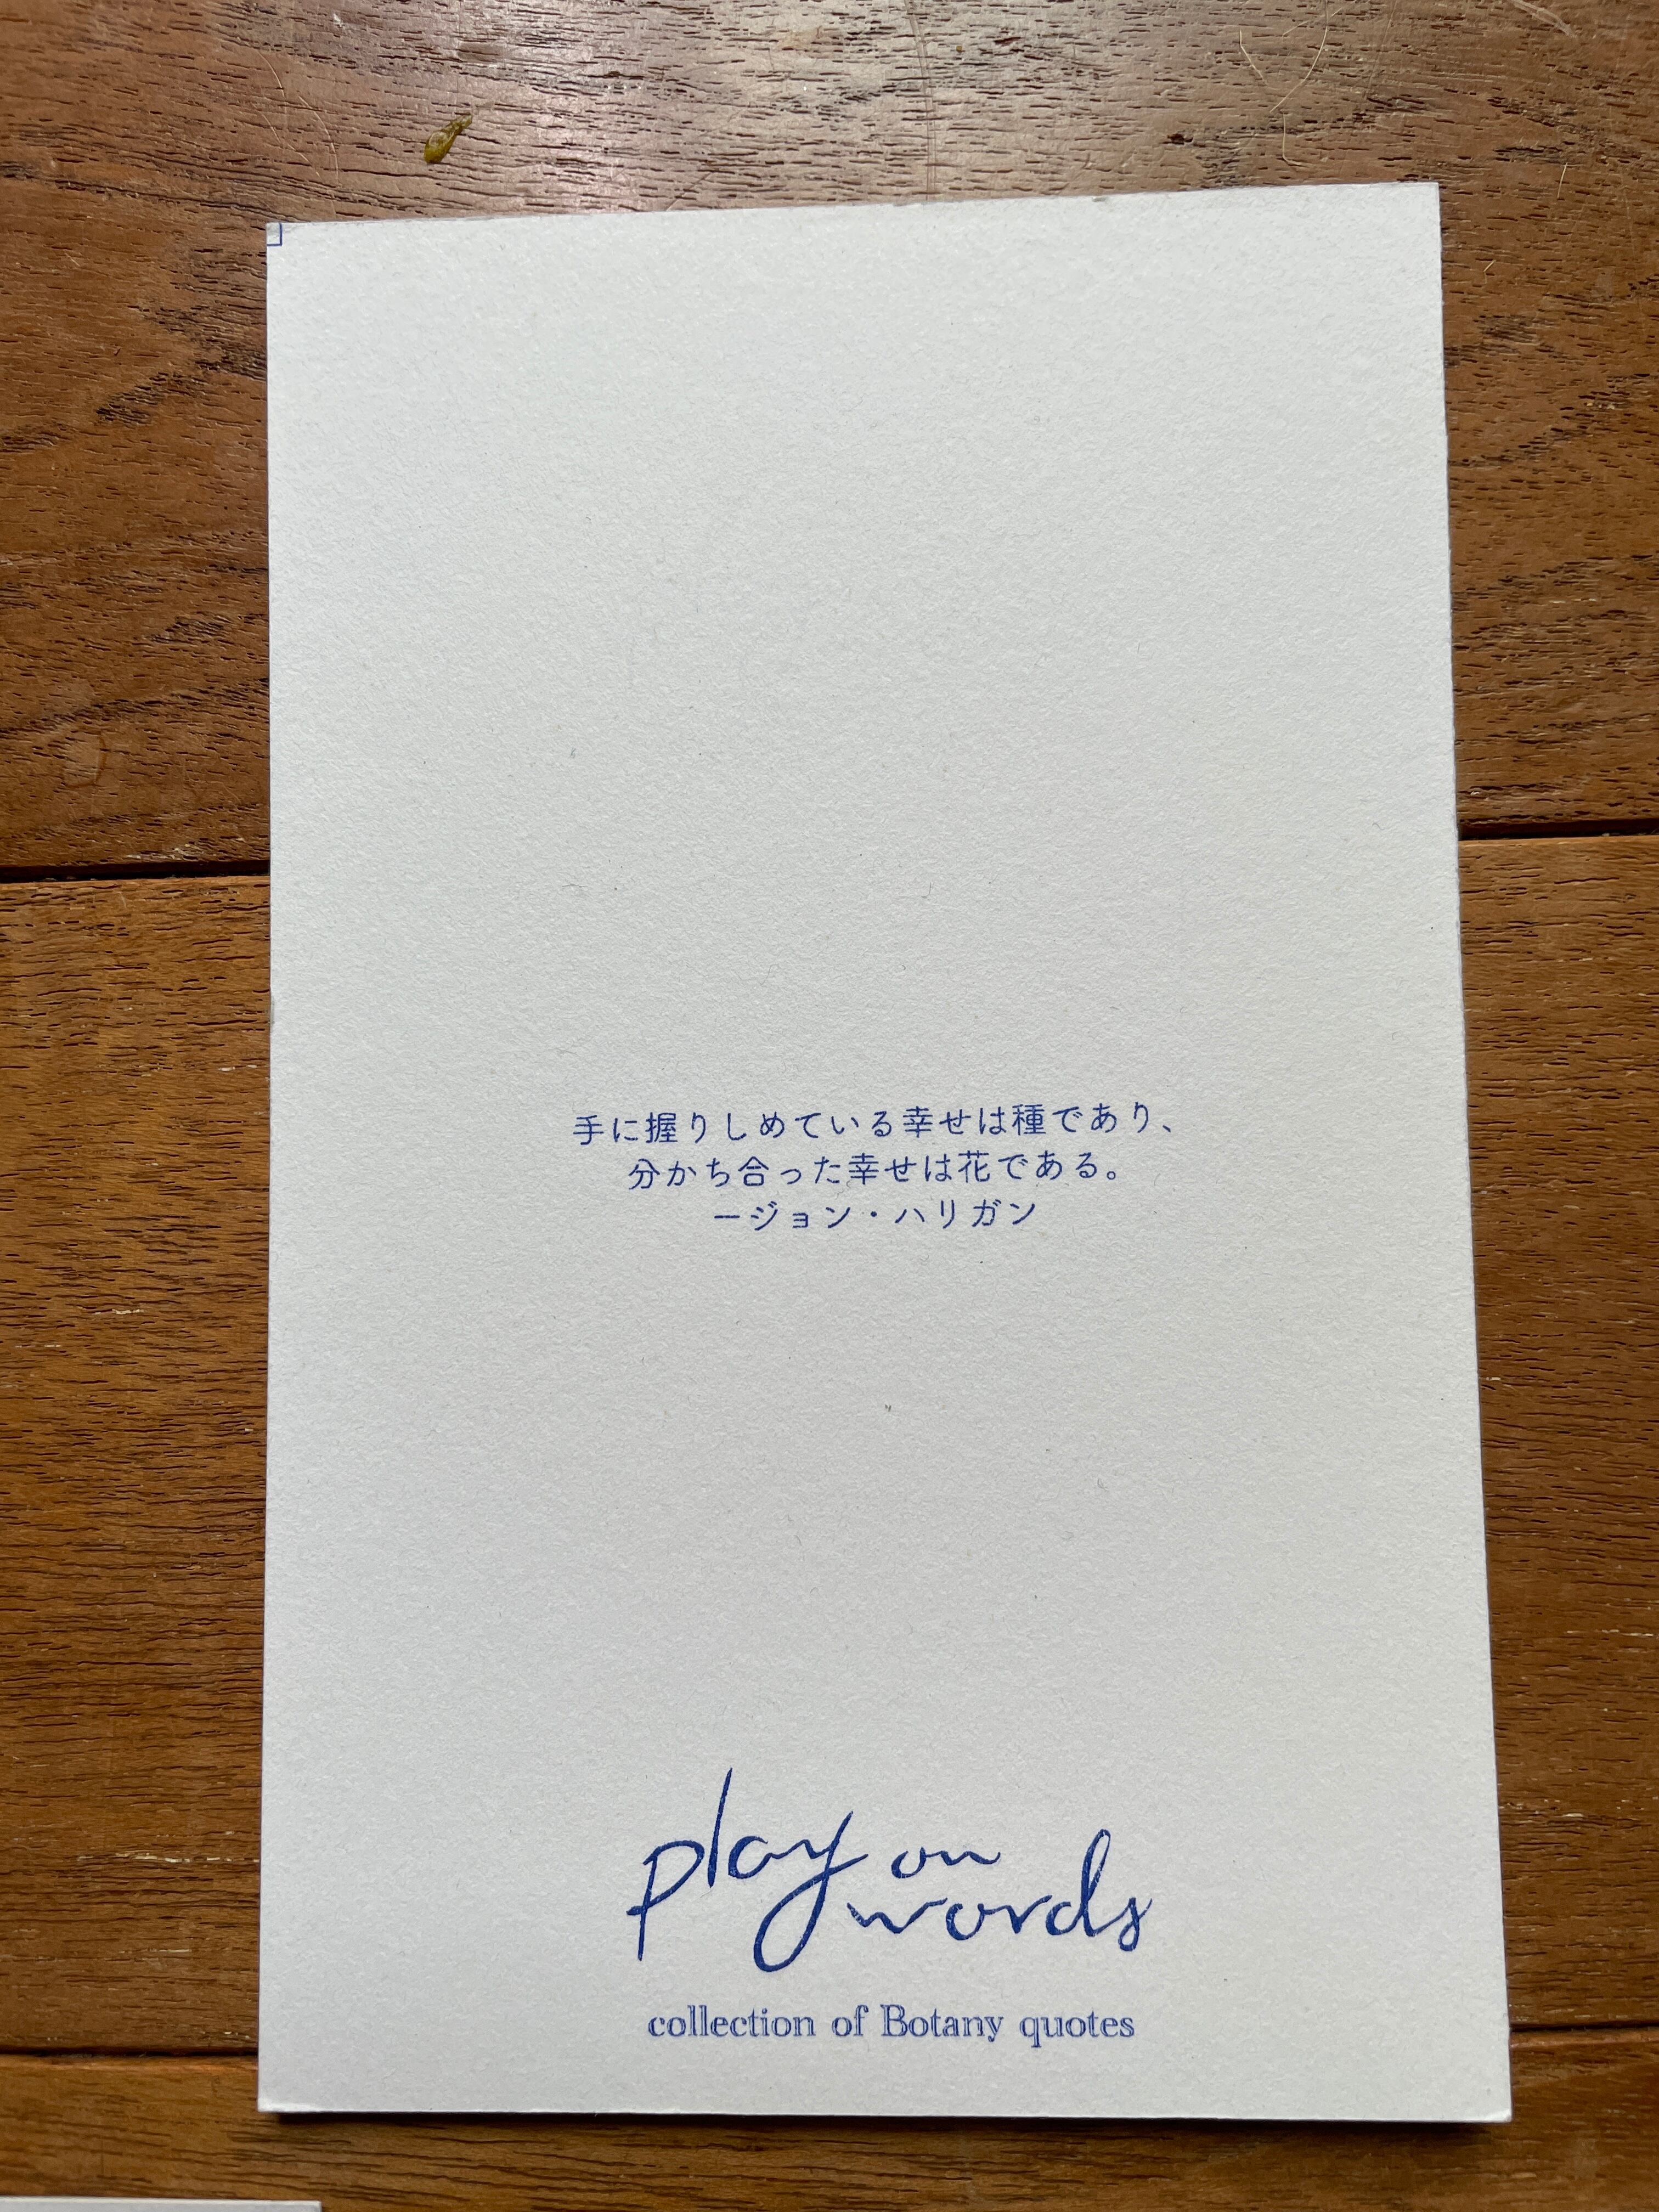 手に握りしめている幸せは種であり、
分かち合った幸せは花である。
ージョン・ハリガン
play on
words
collection of Botany quotes